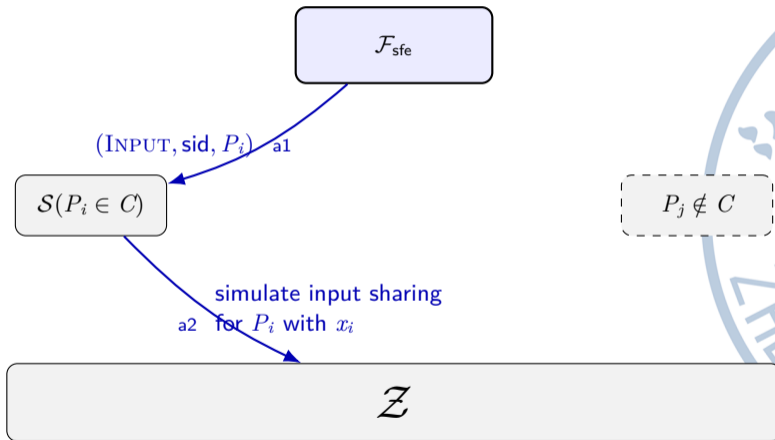 𝓕sfe
(INPUT, sid, Pᵢ) a1
𝒮(Pᵢ ∈ C)
Pⱼ ∉ C
simulate input sharing
a2 for Pᵢ with xᵢ
𝒵